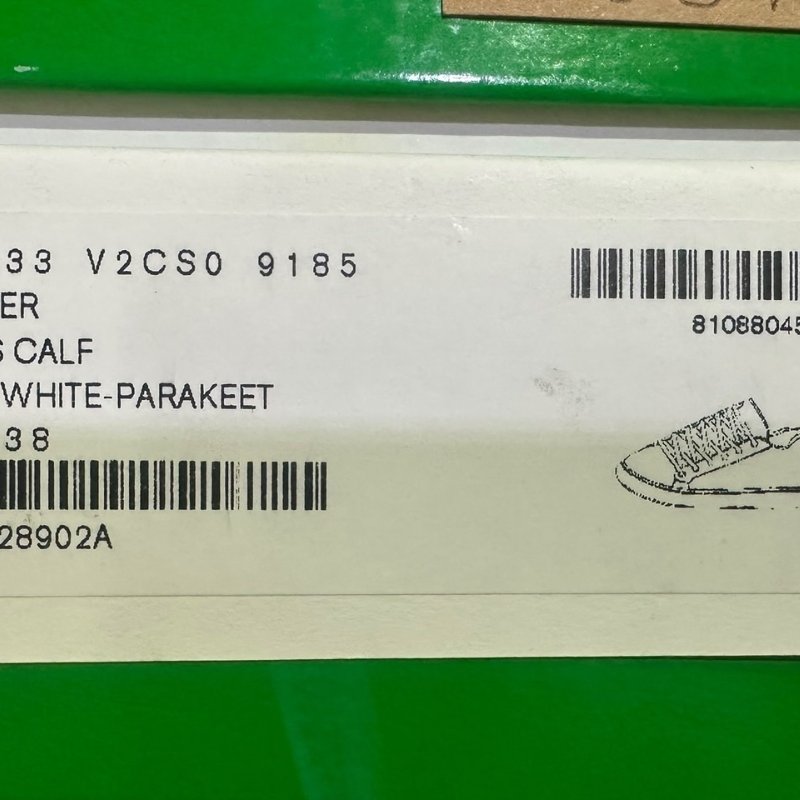 33 V2CS0 9185
ER
S CALF
WHITE-PARAKEET
38
28902A
81088045